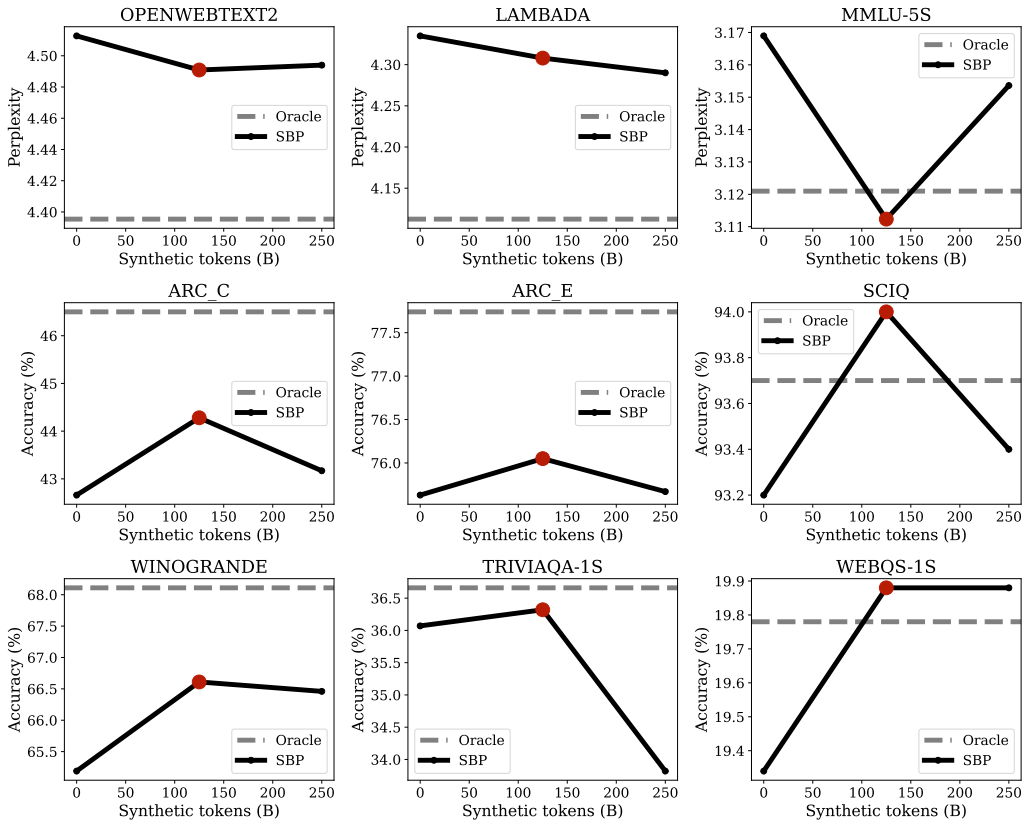 OPENWEBTEXT2
4.50
4.48
4.46
4.44
4.42
4.40
Perplexity
Oracle
SBP
0 50 100 150 200 250
Synthetic tokens (B)
LAMBADA
4.30
4.25
4.20
4.15
Perplexity
Oracle
SBP
0 50 100 150 200 250
Synthetic tokens (B)
MMLU-5S
3.17
3.16
3.15
3.14
3.13
3.12
3.11
Perplexity
Oracle
SBP
0 50 100 150 200 250
Synthetic tokens (B)
ARC_C
46
45
44
43
Accuracy (%)
Oracle
SBP
0 50 100 150 200 250
Synthetic tokens (B)
ARC_E
77.5
77.0
76.5
76.0
Accuracy (%)
Oracle
SBP
0 50 100 150 200 250
Synthetic tokens (B)
SCIQ
94.0
93.8
93.6
93.4
93.2
Accuracy (%)
Oracle
SBP
0 50 100 150 200 250
Synthetic tokens (B)
WINOGRANDE
68.0
67.5
67.0
66.5
66.0
65.5
Accuracy (%)
Oracle
SBP
0 50 100 150 200 250
Synthetic tokens (B)
TRIVIAQA-1S
36.5
36.0
35.5
35.0
34.5
34.0
Accuracy (%)
Oracle
SBP
0 50 100 150 200 250
Synthetic tokens (B)
WEBQS-1S
19.9
19.8
19.7
19.6
19.5
19.4
Accuracy (%)
Oracle
SBP
0 50 100 150 200 250
Synthetic tokens (B)